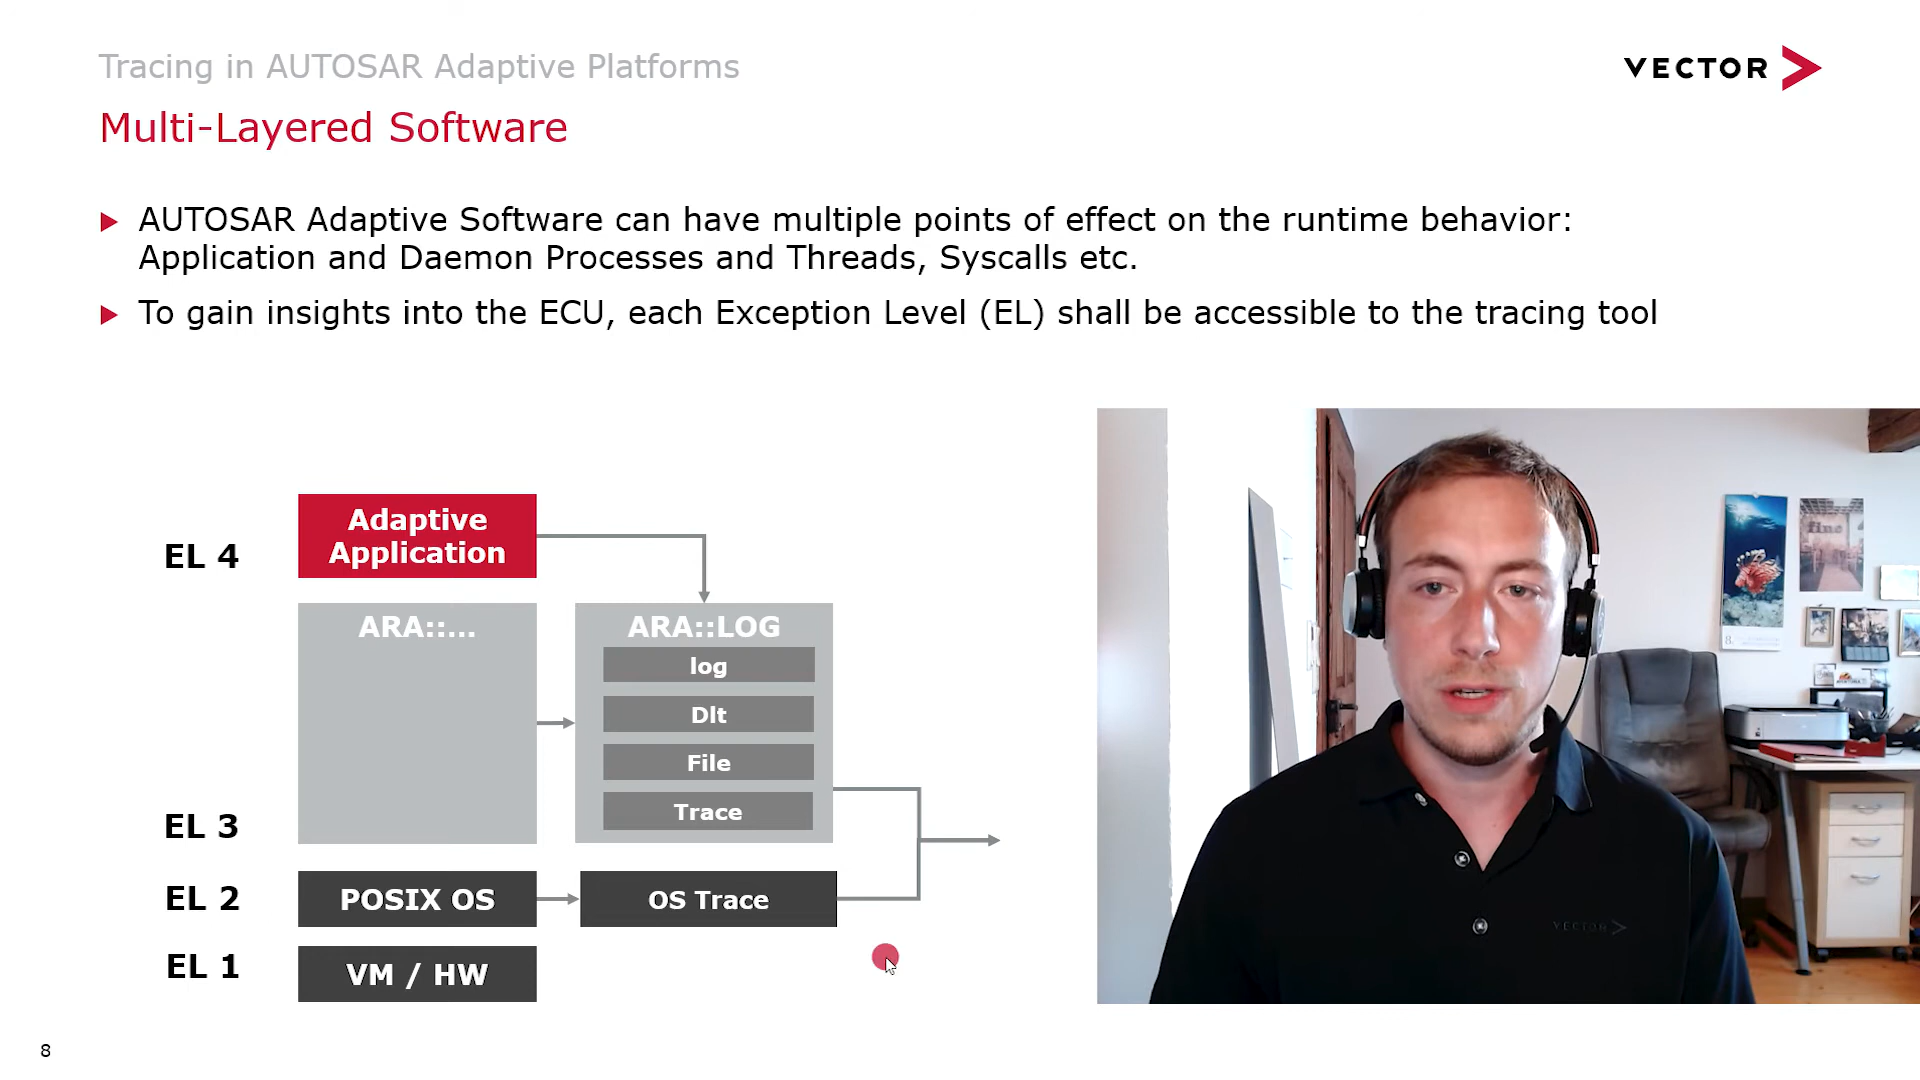 Tracing in AUTOSAR Adaptive Platforms
VECTOR
Multi-Layered Software
AUTOSAR Adaptive Software can have multiple points of effect on the runtime behavior:
Application and Daemon Processes and Threads, Syscalls etc.
To gain insights into the ECU, each Exception Level (EL) shall be accessible to the tracing tool
EL 4
Adaptive
Application
ARA::...
ARA::LOG
log
Dlt
File
Trace
EL 3
EL 2
POSIX OS
OS Trace
EL 1
VM / HW
fine
VECTOR
8